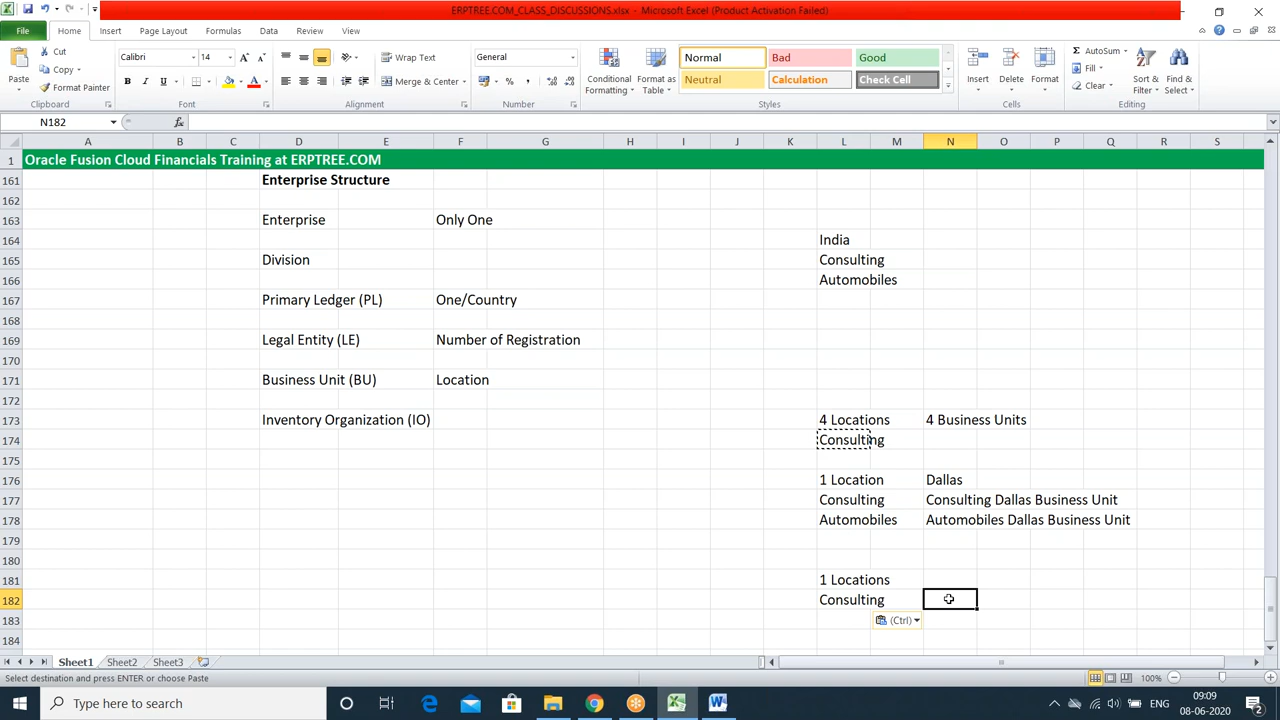 ERPTREE.COM_CLASS_DISCUSSIONS.xlsx - Microsoft Excel (Product Activation Failed)
File Home Insert Page Layout Formulas Data Review View
Paste
Cut
Copy
Format Painter
Clipboard
Calibri 14
B I U
Font
Wrap Text
Merge & Center
Alignment
General
Number
Conditional Formatting
Format as Table
Normal Bad Good
Neutral Calculation Check Cell
Styles
Insert Delete Format
Cells
AutoSum
Fill
Clear
Sort & Filter
Find & Select
Editing
N182 fx
A B C D E F G H I J K L M N O P Q R S
1 Oracle Fusion Cloud Financials Training at ERPTREE.COM
161 Enterprise Structure
162
163 Enterprise Only One
164 India
165 Division Consulting
166 Automobiles
167 Primary Ledger (PL) One/Country
168
169 Legal Entity (LE) Number of Registration
170
171 Business Unit (BU) Location
172
173 Inventory Organization (IO) 4 Locations 4 Business Units
174 Consulting
175
176 1 Location Dallas
177 Consulting Consulting Dallas Business Unit
178 Automobiles Automobiles Dallas Business Unit
179
180
181 1 Locations
182 Consulting
183 (Ctrl)
184
Sheet1 Sheet2 Sheet3
Select destination and press ENTER or choose Paste 100%
Type here to search
ENG
09:09
08-06-2020
2